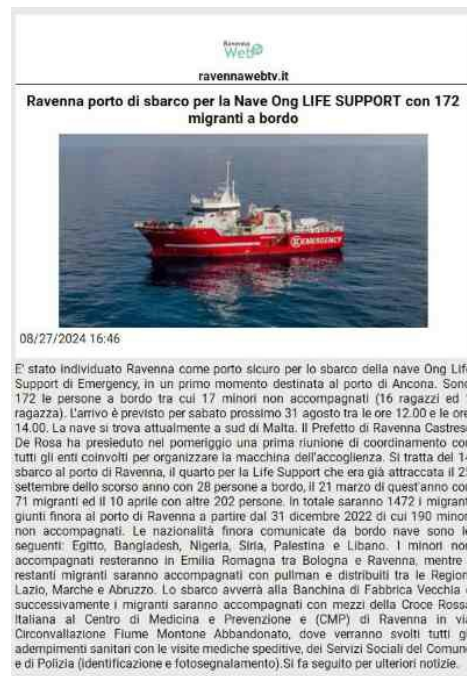 Ravenna
Web
ravennawebtv.it
Ravenna porto di sbarco per la Nave Ong LIFE SUPPORT con 172
migranti a bordo
EMERGENCY
08/27/2024 16:46
E' stato individuato Ravenna come porto sicuro per lo sbarco della nave Ong Life
Support di Emergency, in un primo momento destinata al porto di Ancona. Sono
172 le persone a bordo tra cui 17 minori non accompagnati (16 ragazzi ed
ragazza). L'arrivo è previsto per sabato prossimo 31 agosto tra le ore 12.00 e le ore
14.00. La nave si trova attualmente a sud di Malta. Il Prefetto di Ravenna Castrese
De Rosa ha presieduto nel pomeriggio una prima riunione di coordinamento con
tutti gli enti coinvolti per organizzare la macchina dell'accoglienza. Si tratta del
sbarco al porto di Ravenna, il quarto per la Life Support che era già attraccata il
settembre dello scorso anno con 28 persone a bordo, il 21 marzo di quest'anno con
71 migranti ed il 10 aprile con altre 202 persone. In totale saranno 1472 i migranti
giunti finora al porto di Ravenna a partire dal 31 dicembre 2022 di cui 190 minori
non accompagnati. Le nazionalità finora comunicate da bordo nave sono le
seguenti: Egitto, Bangladesh, Nigeria, Siria, Palestina e Libano. I minori non
accompagnati resteranno in Emilia Romagna tra Bologna e Ravenna, mentre
restanti migranti saranno accompagnati con pullman e distribuiti tra le Regioni
Lazio, Marche e Abruzzo. Lo sbarco avverrà alla Banchina di Fabbrica Vecchia
successivamente i migranti saranno accompagnati con mezzi della Croce Rossa
Italiana al Centro di Medicina e Prevenzione e (CMP) di Ravenna in via
Circonvallazione Fiume Montone Abbandonato, dove verranno svolti tutti gli
adempimenti sanitari con le visite mediche speditive, dei Servizi Sociali del Comune
e di Polizia (identificazione e fotosegnalamento).Si fa seguito per ulteriori notizie.